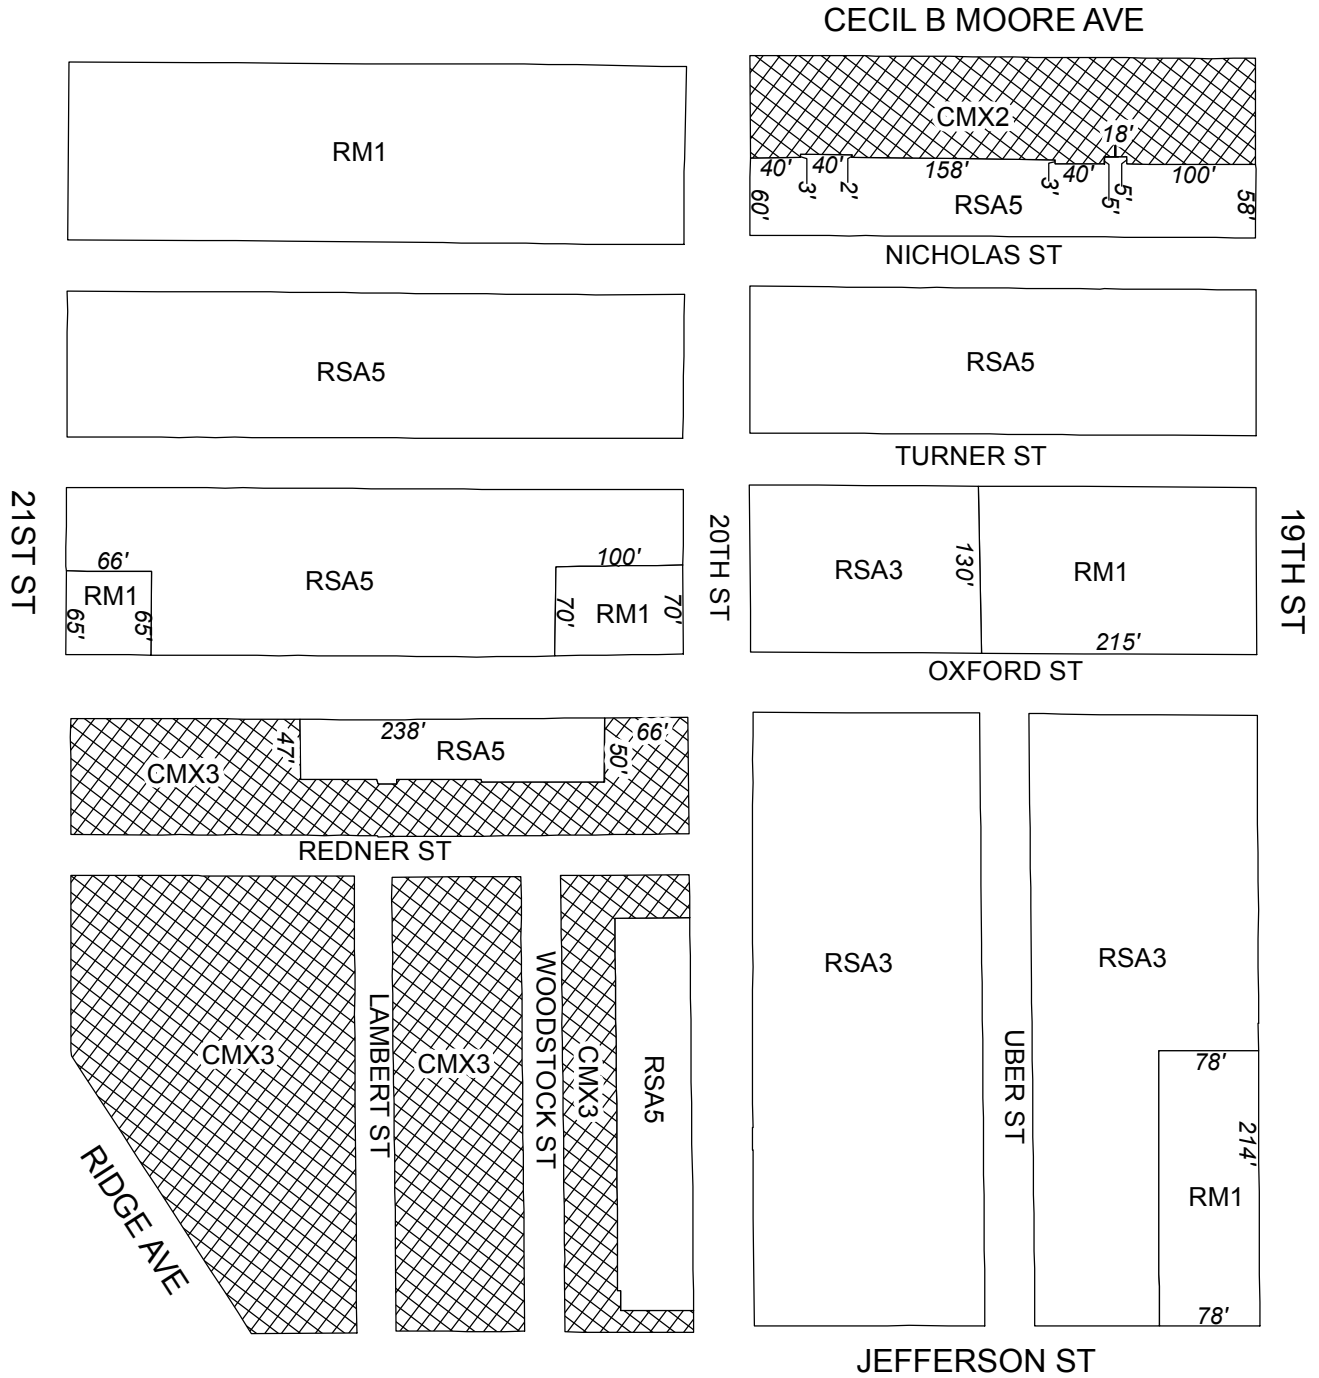 CECIL B MOORE AVE
RM1
CMX2
18'
40'
40'
158'
40'
100'
60'
3'
2'
3'
5'
5'
58'
RSA5
NICHOLAS ST
RSA5
RSA5
TURNER ST
21ST ST
66'
RM1
65'
65'
RSA5
100'
70'
RM1
70'
20TH ST
RSA3
130'
RM1
215'
19TH ST
OXFORD ST
CMX3
47'
238'
RSA5
50'
66'
REDNER ST
CMX3
LAMBERT ST
CMX3
WOODSTOCK ST
CMX3
RSA5
RSA3
UBER ST
RSA3
78'
214'
RM1
78'
RIDGE AVE
JEFFERSON ST